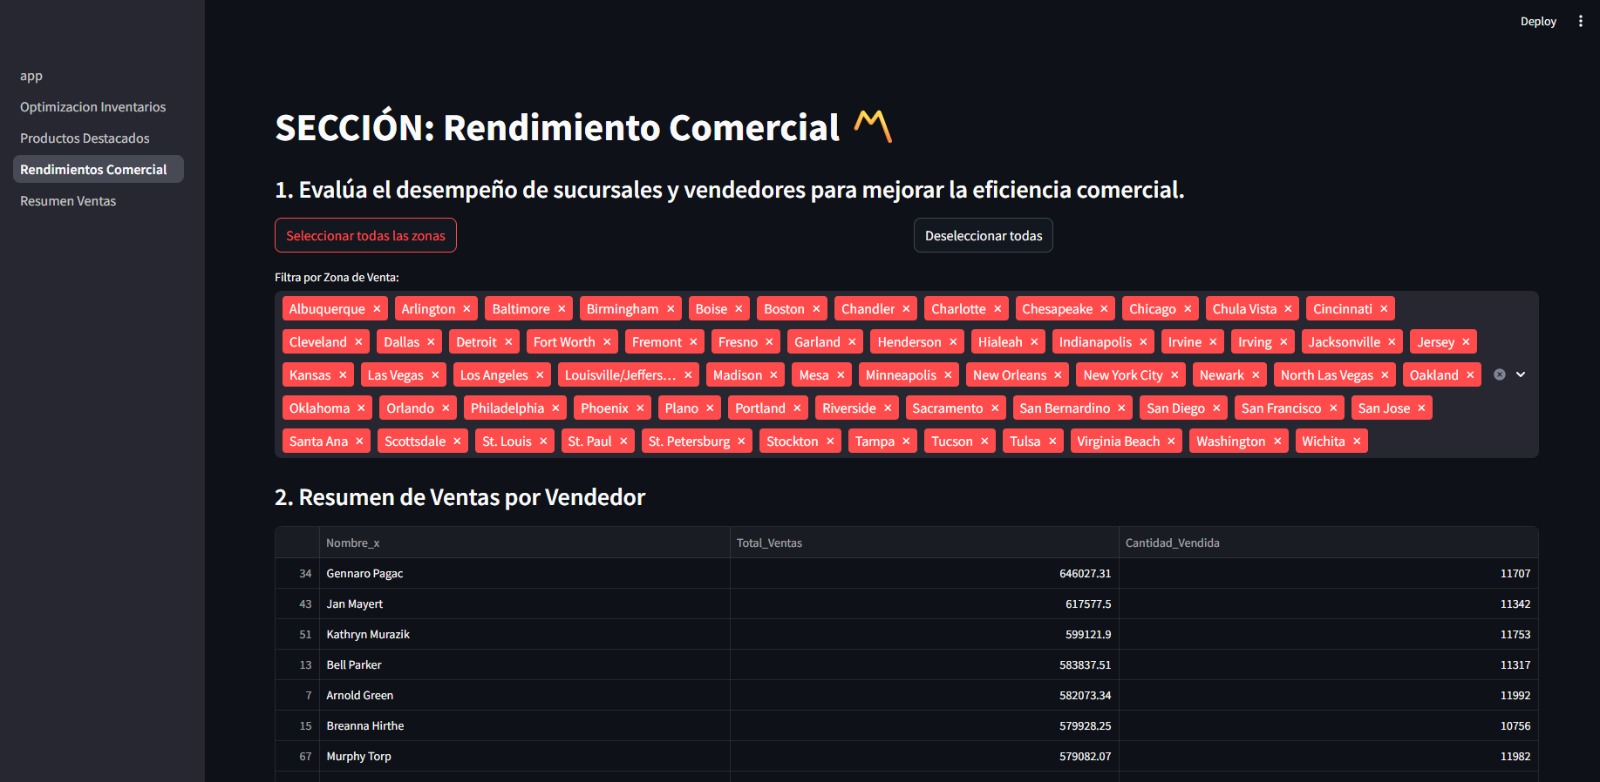 Deploy
app
Optimizacion Inventarios
Productos Destacados
Rendimientos Comercial
Resumen Ventas
SECCIÓN: Rendimiento Comercial
1. Evalúa el desempeño de sucursales y vendedores para mejorar la eficiencia comercial.
Seleccionar todas las zonas Deseleccionar todas
Filtra por Zona de Venta:
Albuquerque × Arlington × Baltimore × Birmingham × Boise × Boston × Chandler × Charlotte × Chesapeake × Chicago × Chula Vista × Cincinnati ×
Cleveland × Dallas × Detroit × Fort Worth × Fremont × Fresno × Garland × Henderson × Hialeah × Indianapolis × Irvine × Irving × Jacksonville × Jersey ×
Kansas × Las Vegas × Los Angeles × Louisville/Jeffers... × Madison × Mesa × Minneapolis × New Orleans × New York City × Newark × North Las Vegas × Oakland ×
Oklahoma × Orlando × Philadelphia × Phoenix × Plano × Portland × Riverside × Sacramento × San Bernardino × San Diego × San Francisco × San Jose ×
Santa Ana × Scottsdale × St. Louis × St. Paul × St. Petersburg × Stockton × Tampa × Tucson × Tulsa × Virginia Beach × Washington × Wichita ×
2. Resumen de Ventas por Vendedor
Nombre_x Total_Ventas Cantidad_Vendida
34 Gennaro Pagac 646027.31 11707
43 Jan Mayert 617577.5 11342
51 Kathryn Murazik 599121.9 11753
13 Bell Parker 583837.51 11317
7 Arnold Green 582073.34 11992
15 Breanna Hirthe 579928.25 10756
67 Murphy Torp 579082.07 11982